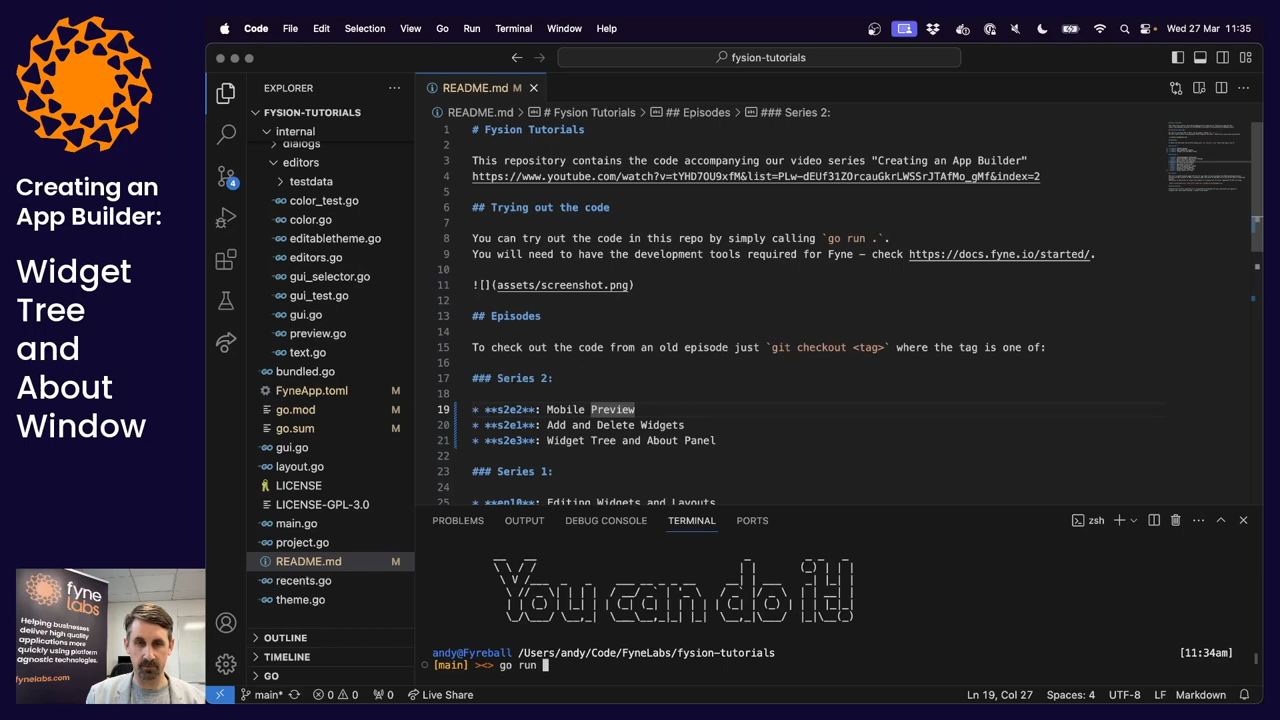 Creating an
App Builder:
Widget
Tree
and
About
Window
fyne
labs
Helping businesses
deliver high quality
applications more
quickly using platform
agnostic technologies.
fynelabs.com
Code File Edit Selection View Go Run Terminal Window Help
Wed 27 Mar 11:35
fysion-tutorials
EXPLORER
FYSION-TUTORIALS
internal
dialogs
editors
testdata
color_test.go
color.go
editabletheme.go
editors.go
gui_selector.go
gui_test.go
gui.go
preview.go
text.go
bundled.go
FyneApp.toml M
go.mod M
go.sum M
gui.go
layout.go
LICENSE
LICENSE-GPL-3.0
main.go
project.go
README.md M
recents.go
theme.go
OUTLINE
TIMELINE
GO
4
README.md M
README.md > # Fysion Tutorials > ## Episodes > ### Series 2:
1 # Fysion Tutorials
2
3 This repository contains the code accompanying our video series "Creating an App Builder"
4 https://www.youtube.com/watch?v=tYHD7OU9xfM&list=PLw-dEUf31ZOrcauGkrLWSSrJTAfMo_gMf&index=2
5
6 ## Trying out the code
7
8 You can try out the code in this repo by simply calling `go run .`.
9 You will need to have the development tools required for Fyne - check https://docs.fyne.io/started/.
10
11 ![](assets/screenshot.png)
12
13 ## Episodes
14
15 To check out the code from an old episode just `git checkout <tag>` where the tag is one of:
16
17 ### Series 2:
18
19 * **s2e2**: Mobile Preview
20 * **s2e1**: Add and Delete Widgets
21 * **s2e3**: Widget Tree and About Panel
22
23 ### Series 1:
24
25 * **ep10**: Editing Widgets and Layouts
PROBLEMS OUTPUT DEBUG CONSOLE TERMINAL PORTS
zsh
You can do it!
andy@Fyreball /Users/andy/Code/FyneLabs/fysion-tutorials [11:34am]
[main] ><> go run
main* 0 0 0 Live Share
Ln 19, Col 27 Spaces: 4 UTF-8 LF Markdown